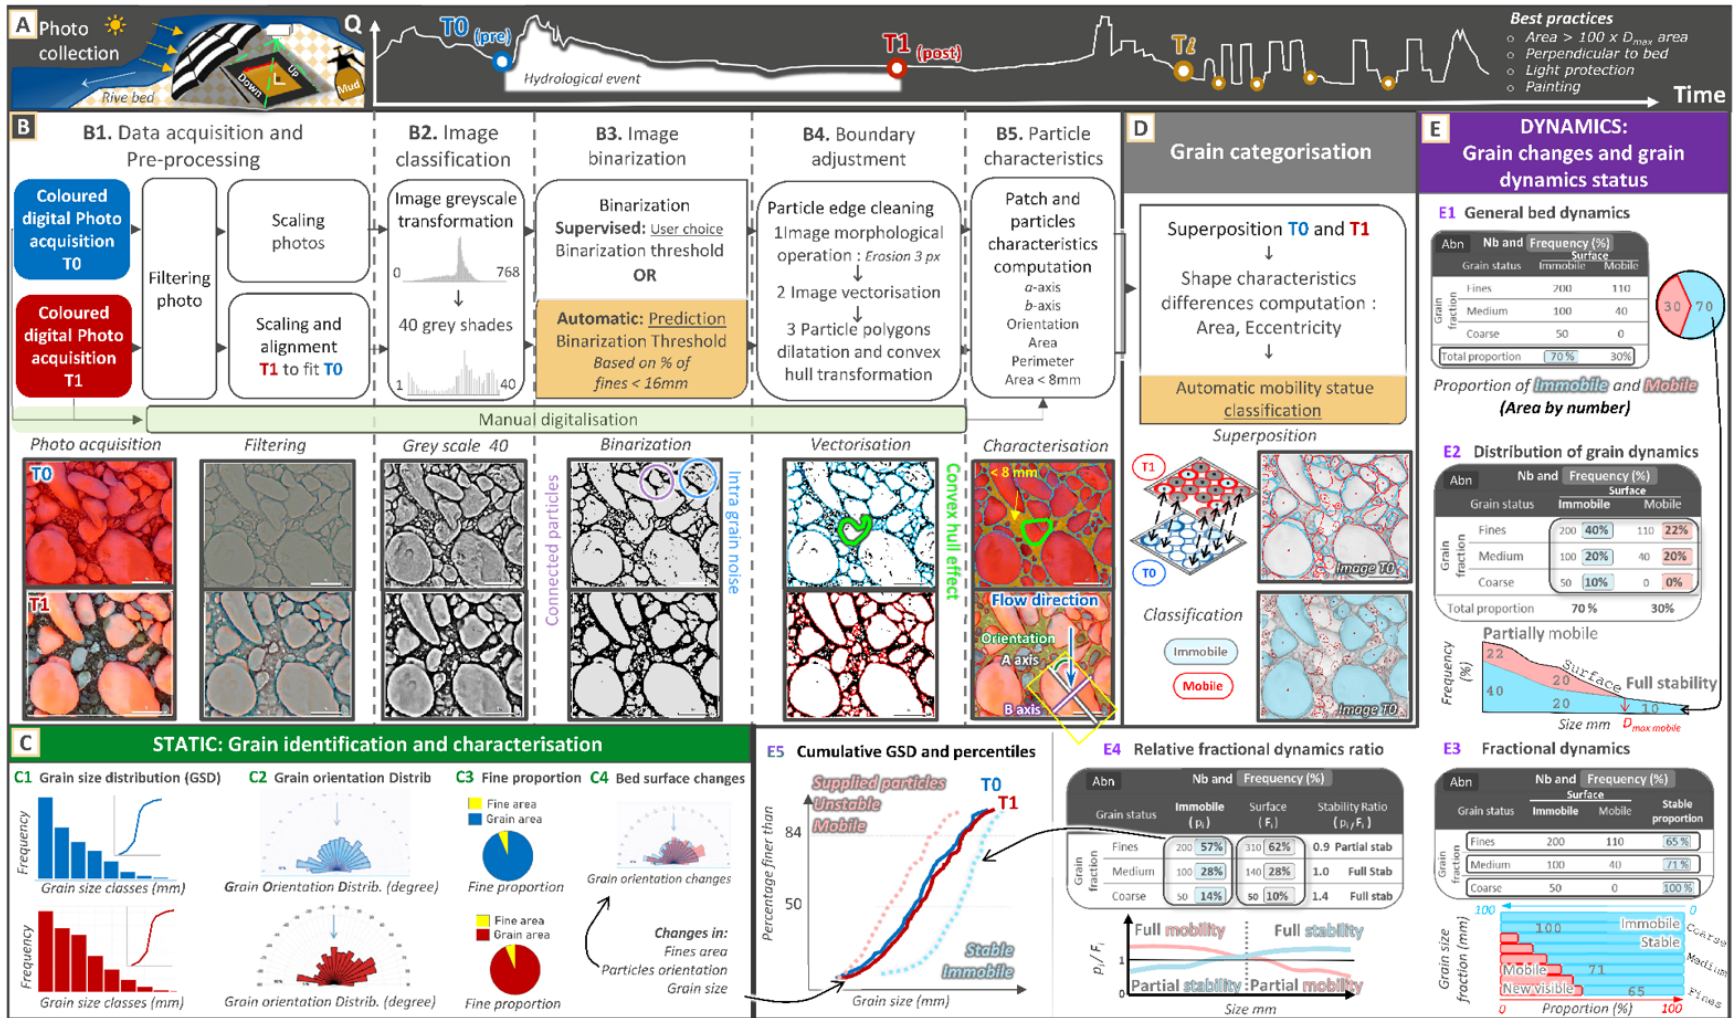 A
Photo
collection
Rive bed
Down
Up
Mud
Q
T0 (pre)
Hydrological event
T1 (post)
Ti
Best practices
Area > 100 x Dmax area
Perpendicular to bed
Light protection
Painting
Time
B
B1. Data acquisition and
Pre-processing
B2. Image
classification
B3. Image
binarization
B4. Boundary
adjustment
B5. Particle
characteristics
Coloured
digital Photo
acquisition
T0
Coloured
digital Photo
acquisition
T1
Filtering
photo
Scaling
photos
Scaling and
alignment
T1 to fit T0
Image greyscale
transformation
0 768
40 grey shades
1 40
Binarization
Supervised: User choice
Binarization threshold
OR
Automatic: Prediction
Binarization Threshold
Based on % of
fines < 16mm
Particle edge cleaning
1Image morphological
operation : Erosion 3 px
2 Image vectorisation
3 Particle polygons
dilatation and convex
hull transformation
Patch and
particles
characteristics
computation
a-axis
b-axis
Orientation
Area
Perimeter
Area < 8mm
Manual digitalisation
Photo acquisition
Filtering
Grey scale 40
Binarization
Vectorisation
Characterisation
T0
T1
Connected particles
Intra grain noise
Convex hull effect
< 8 mm
Flow direction
Orientation
A axis
B axis
D
Grain categorisation
Superposition T0 and T1
Shape characteristics
differences computation :
Area, Eccentricity
Automatic mobility statue
classification
Superposition
T1
T0
Image T0
Classification
Immobile
Mobile
Image T0
E
DYNAMICS:
Grain changes and grain
dynamics status
E1 General bed dynamics
Abn Nb and Frequency (%)
Surface
Grain status Immobile Mobile
Grain
fraction
Fines 200 110
Medium 100 40
Coarse 50 0
Total proportion 70 % 30%
30 70
Proportion of Immobile and Mobile
(Area by number)
E2 Distribution of grain dynamics
Abn Nb and Frequency (%)
Surface
Grain status Immobile Mobile
Grain
fraction
Fines 200 40% 110 22%
Medium 100 20% 40 20%
Coarse 50 10% 0 0%
Total proportion 70 % 30%
Partially mobile
Frequency
(%)
22
40
20
20
Surface
Full stability
10
Size mm
Dmax mobile
E3 Fractional dynamics
Abn Nb and Frequency (%)
Surface
Grain status Immobile Mobile Stable
proportion
Grain
fraction
Fines 200 110 65 %
Medium 100 40 71 %
Coarse 50 0 100 %
100 0
Grain size
fraction (mm)
100
Immobile
Stable
Mobile
71
New visible
65
Coarse
Medium
Fines
0 Proportion (%) 100
C
STATIC: Grain identification and characterisation
C1 Grain size distribution (GSD)
C2 Grain orientation Distrib
C3 Fine proportion
C4 Bed surface changes
Frequency
Grain size classes (mm)
Grain Orientation Distrib. (degree)
Fine area
Grain area
Fine proportion
Grain orientation changes
Frequency
Grain size classes (mm)
Grain orientation Distrib. (degree)
Fine area
Grain area
Fine proportion
Changes in:
Fines area
Particles orientation
Grain size
E5 Cumulative GSD and percentiles
Percentage finer than
84
50
Supplied particles
Unstable
Mobile
T0
T1
Stable
Immobile
Grain size (mm)
E4 Relative fractional dynamics ratio
Abn Nb and Frequency (%)
Grain status Immobile Surface Stability Ratio
(pi) (Fi) (pi/Fi)
Grain
fraction
Fines 200 57% 310 62% 0.9 Partial stab
Medium 100 28% 140 28% 1.0 Full Stab
Coarse 50 14% 50 10% 1.4 Full stab
pi/ Fi
1
0
Full mobility Full stability
Partial stability Partial mobility
Size mm